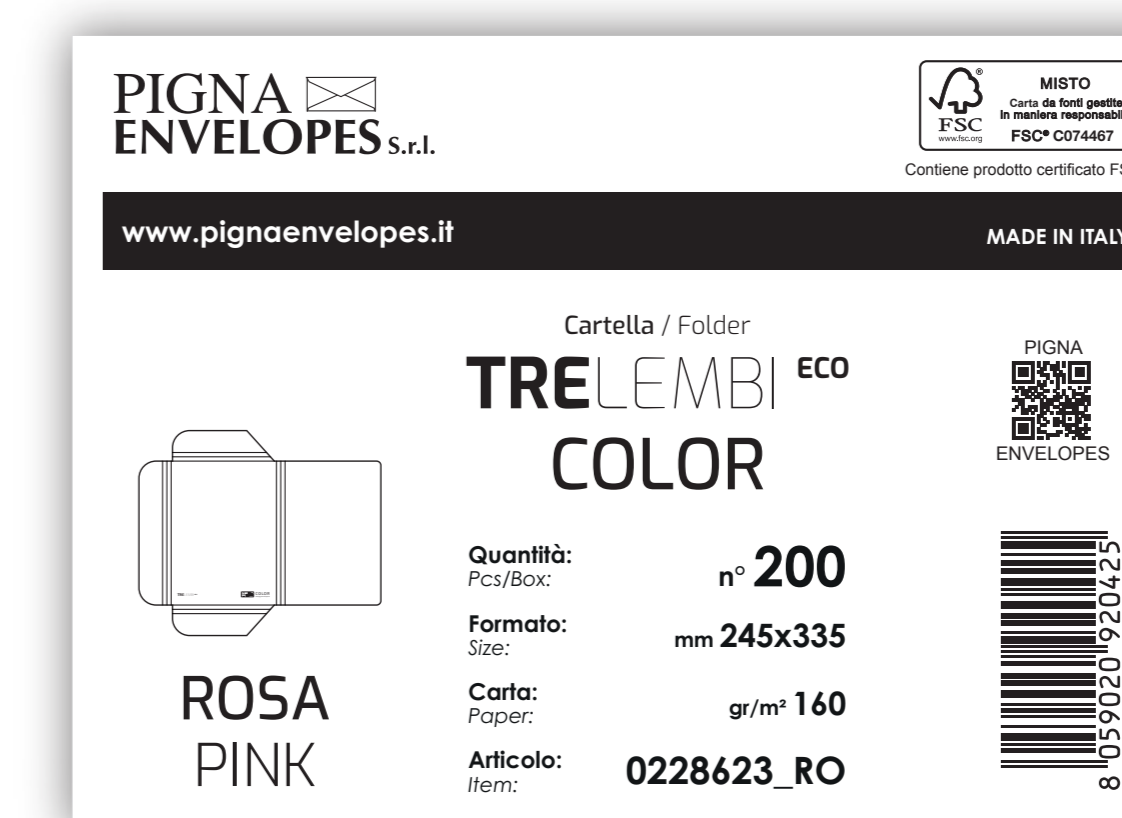 PIGNA
ENVELOPES S.r.l.
FSC
www.fsc.org
MISTO
Carta da fonti gestite
in maniera responsabil
FSC® C074467
Contiene prodotto certificato FS
www.pignaenvelopes.it
MADE IN ITALY
Cartella / Folder
TRELEMBI ECO
COLOR
PIGNA
ENVELOPES
ROSA
PINK
Quantità:
Pcs/Box:
n° 200
Formato:
Size:
mm 245x335
Carta:
Paper:
gr/m² 160
Articolo:
Item:
0228623_RO
8 059020 920425